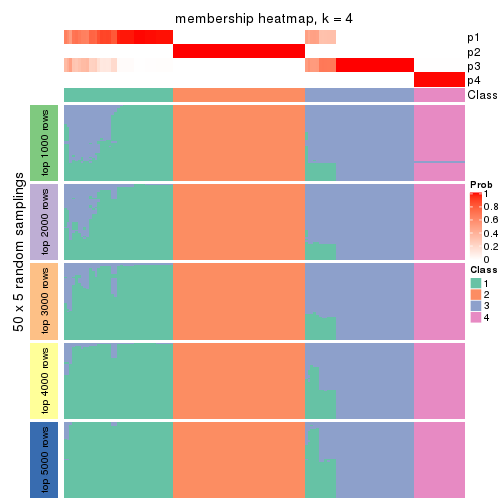 membership heatmap, k = 4
p1
p2
p3
p4
Class
50 x 5 random samplings
top 1000 rows
top 2000 rows
top 3000 rows
top 4000 rows
top 5000 rows
Prob
1
0.8
0.6
0.4
0.2
0
Class
1
2
3
4